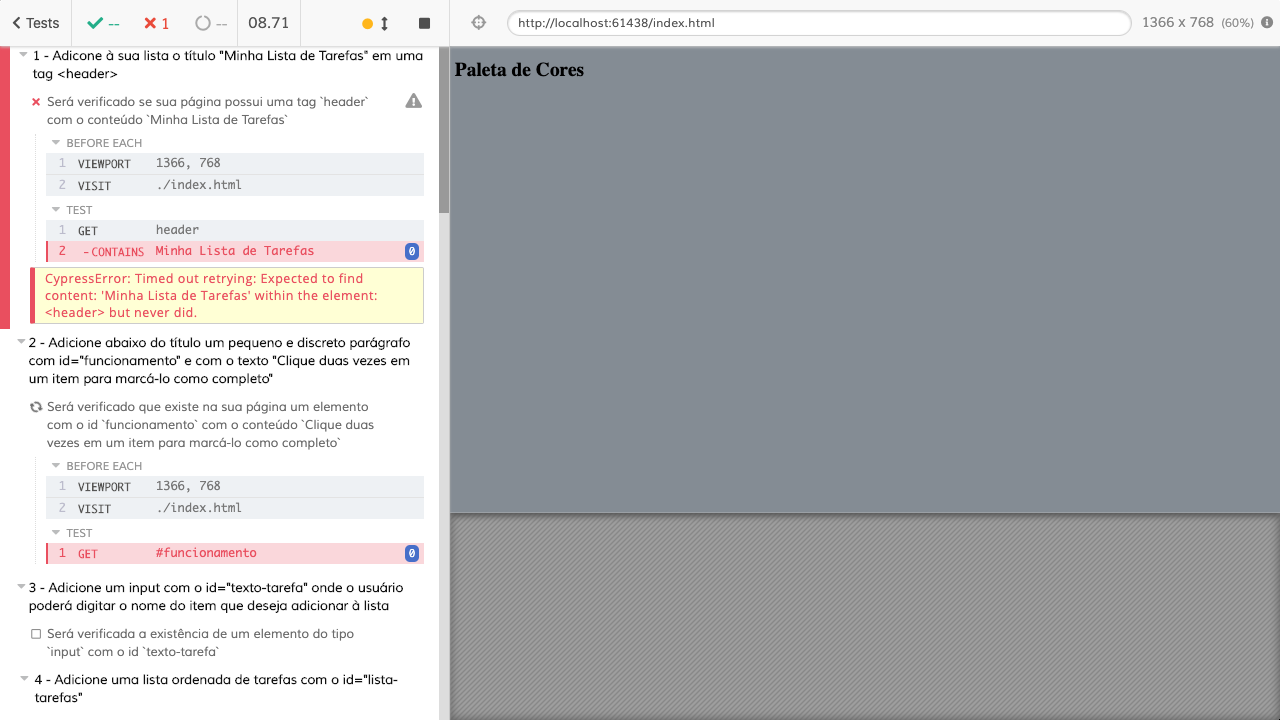 Tests
--
1
--
08.71
http://localhost:61438/index.html
1366 x 768 (60%)
1 - Adicione à sua lista o título "Minha Lista de Tarefas" em uma
tag <header>
Será verificado se sua página possui uma tag `header`
com o conteúdo `Minha Lista de Tarefas`
BEFORE EACH
1 VIEWPORT 1366, 768
2 VISIT ./index.html
TEST
1 GET header
2 -CONTAINS Minha Lista de Tarefas 0
CypressError: Timed out retrying: Expected to find
content: 'Minha Lista de Tarefas' within the element:
<header> but never did.
2 - Adicione abaixo do título um pequeno e discreto parágrafo
com id="funcionamento" e com o texto "Clique duas vezes em
um item para marcá-lo como completo"
Será verificado que existe na sua página um elemento
com o id `funcionamento` com o conteúdo `Clique duas
vezes em um item para marcá-lo como completo`
BEFORE EACH
1 VIEWPORT 1366, 768
2 VISIT ./index.html
TEST
1 GET #funcionamento 0
3 - Adicione um input com o id="texto-tarefa" onde o usuário
poderá digitar o nome do item que deseja adicionar à lista
Será verificada a existência de um elemento do tipo
`input` com o id `texto-tarefa`
4 - Adicione uma lista ordenada de tarefas com o id="lista-
tarefas"
Paleta de Cores